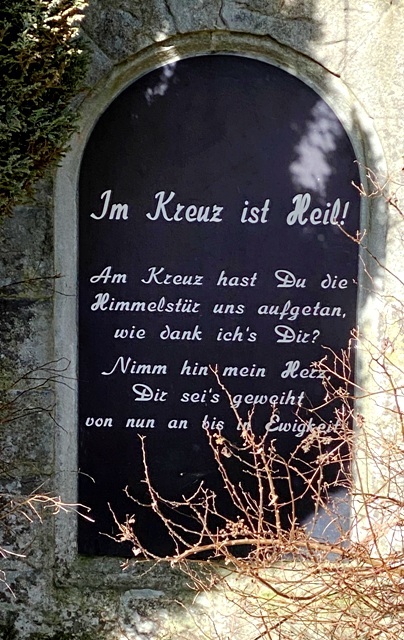 Im Kreuz ist Heil!
Am Kreuz hast Du die
Himmelstür uns aufgetan,
wie dank ich's Dir?
Nimm hin mein Herz
Dir sei's geweiht
von nun an bis in Ewigkeit